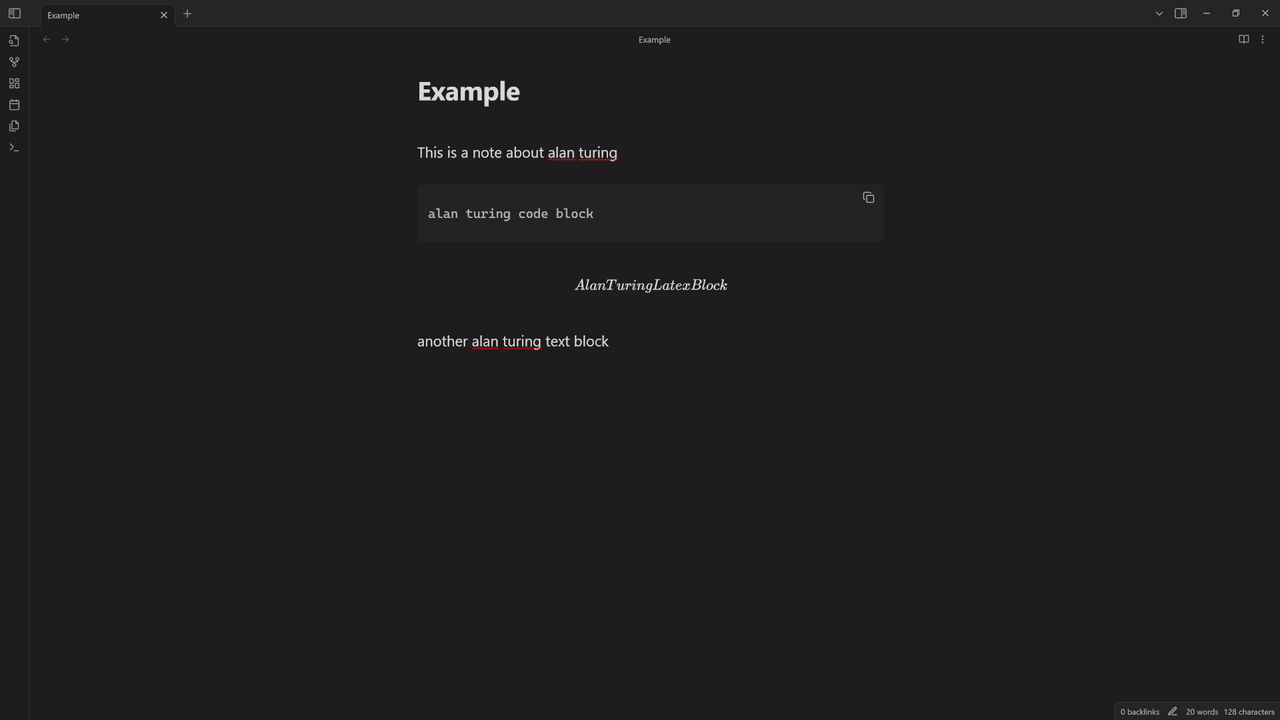 Example
Example
Example
This is a note about alan turing
alan turing code block
AlanTuringLatexBlock
another alan turing text block
0 backlinks 20 words 128 characters